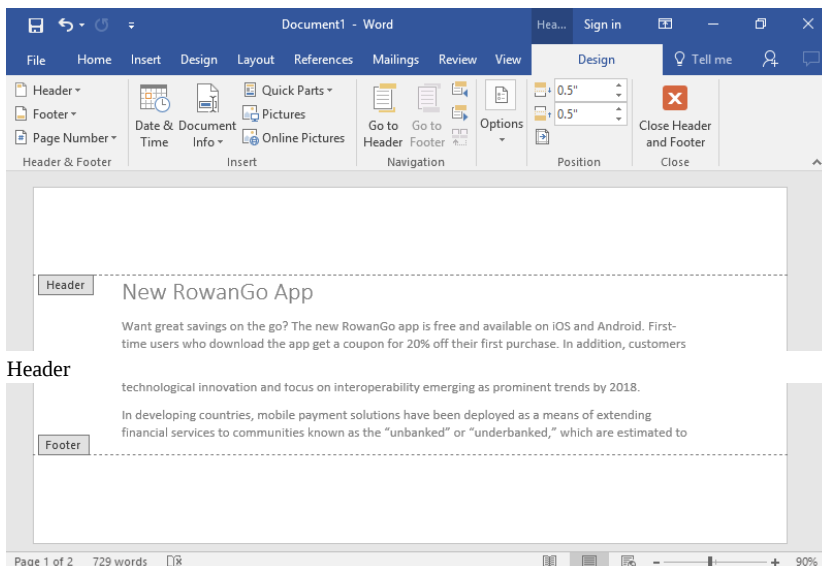 Document1 - Word
Hea...
Sign in
File Home Insert Design Layout References Mailings Review View Design Tell me
Header
Footer
Page Number
Header & Footer
Date & Time
Document Info
Quick Parts
Pictures
Online Pictures
Insert
Go to Header
Go to Footer
Navigation
Options
0.5"
0.5"
Position
Close Header and Footer
Close
Header
New RowanGo App
Want great savings on the go? The new RowanGo app is free and available on iOS and Android. First-
time users who download the app get a coupon for 20% off their first purchase. In addition, customers
Header
technological innovation and focus on interoperability emerging as prominent trends by 2018.
In developing countries, mobile payment solutions have been deployed as a means of extending
financial services to communities known as the “unbanked” or “underbanked,” which are estimated to
Footer
Page 1 of 2 729 words 90%